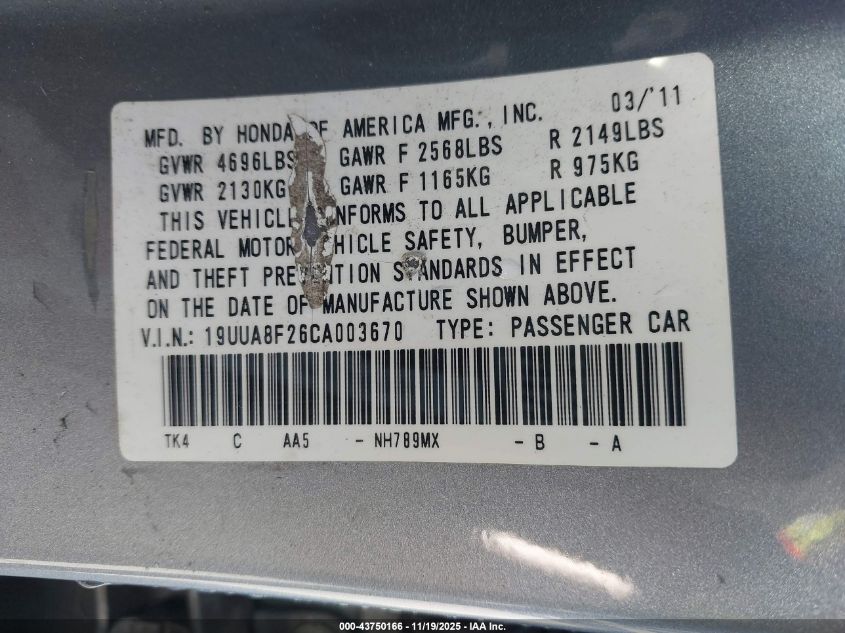 MFD. BY HONDA OF AMERICA MFG., INC. 03/'11
GVWR 4696LBS GAWR F 2568LBS R 2149LBS
GVWR 2130KG GAWR F 1165KG R 975KG
THIS VEHICLE CONFORMS TO ALL APPLICABLE
FEDERAL MOTOR VEHICLE SAFETY, BUMPER,
AND THEFT PREVENTION STANDARDS IN EFFECT
ON THE DATE OF MANUFACTURE SHOWN ABOVE.
V.I.N.: 19UUA8F26CA003670 TYPE: PASSENGER CAR
TK4 C AA5 - NH789MX - B - A
000-43750166 - 11/19/2025 - IAA Inc.